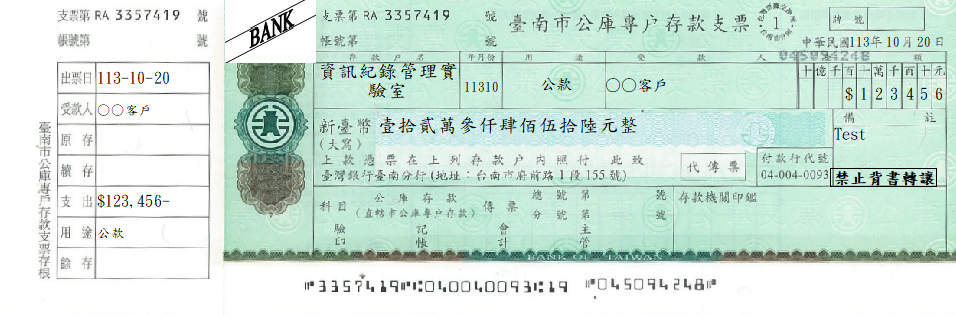 支票第 RA 3357419 號
帳號第 號
出票日 113-10-20
受款人 ○○客戶
原存
續存
支出 $123,456-
用途 公款
餘存
臺南市公庫專戶存款支票存根
BANK
支票第 RA 3357419 號
帳號第 號
臺南市公庫專戶存款支票
1
牌號
中華民國113年10月20日
045094248
存款戶名 年月份 用途 受款人 金額
資訊紀錄管理實驗室 11310 公款 ○○客戶
十億千百十萬千百十元
$123456
新臺幣 壹拾貳萬參仟肆佰伍拾陸元整
(大寫)
備註
Test
上款憑票在上列存款戶內照付 此致
臺灣銀行臺南分行(地址：台南市府前路1段155號)
代傳票
付款行代號
04-004-0093
禁止背書轉讓
科目 公庫存款 傳票 總號第 號
(直轄市公庫專戶存款) 分號第 號
存款機關印鑑
驗印 記帳 會計 主管
BANK OF TAIWAN
⑈3357419⑈⑆040040093⑆19 ⑈045094248⑈